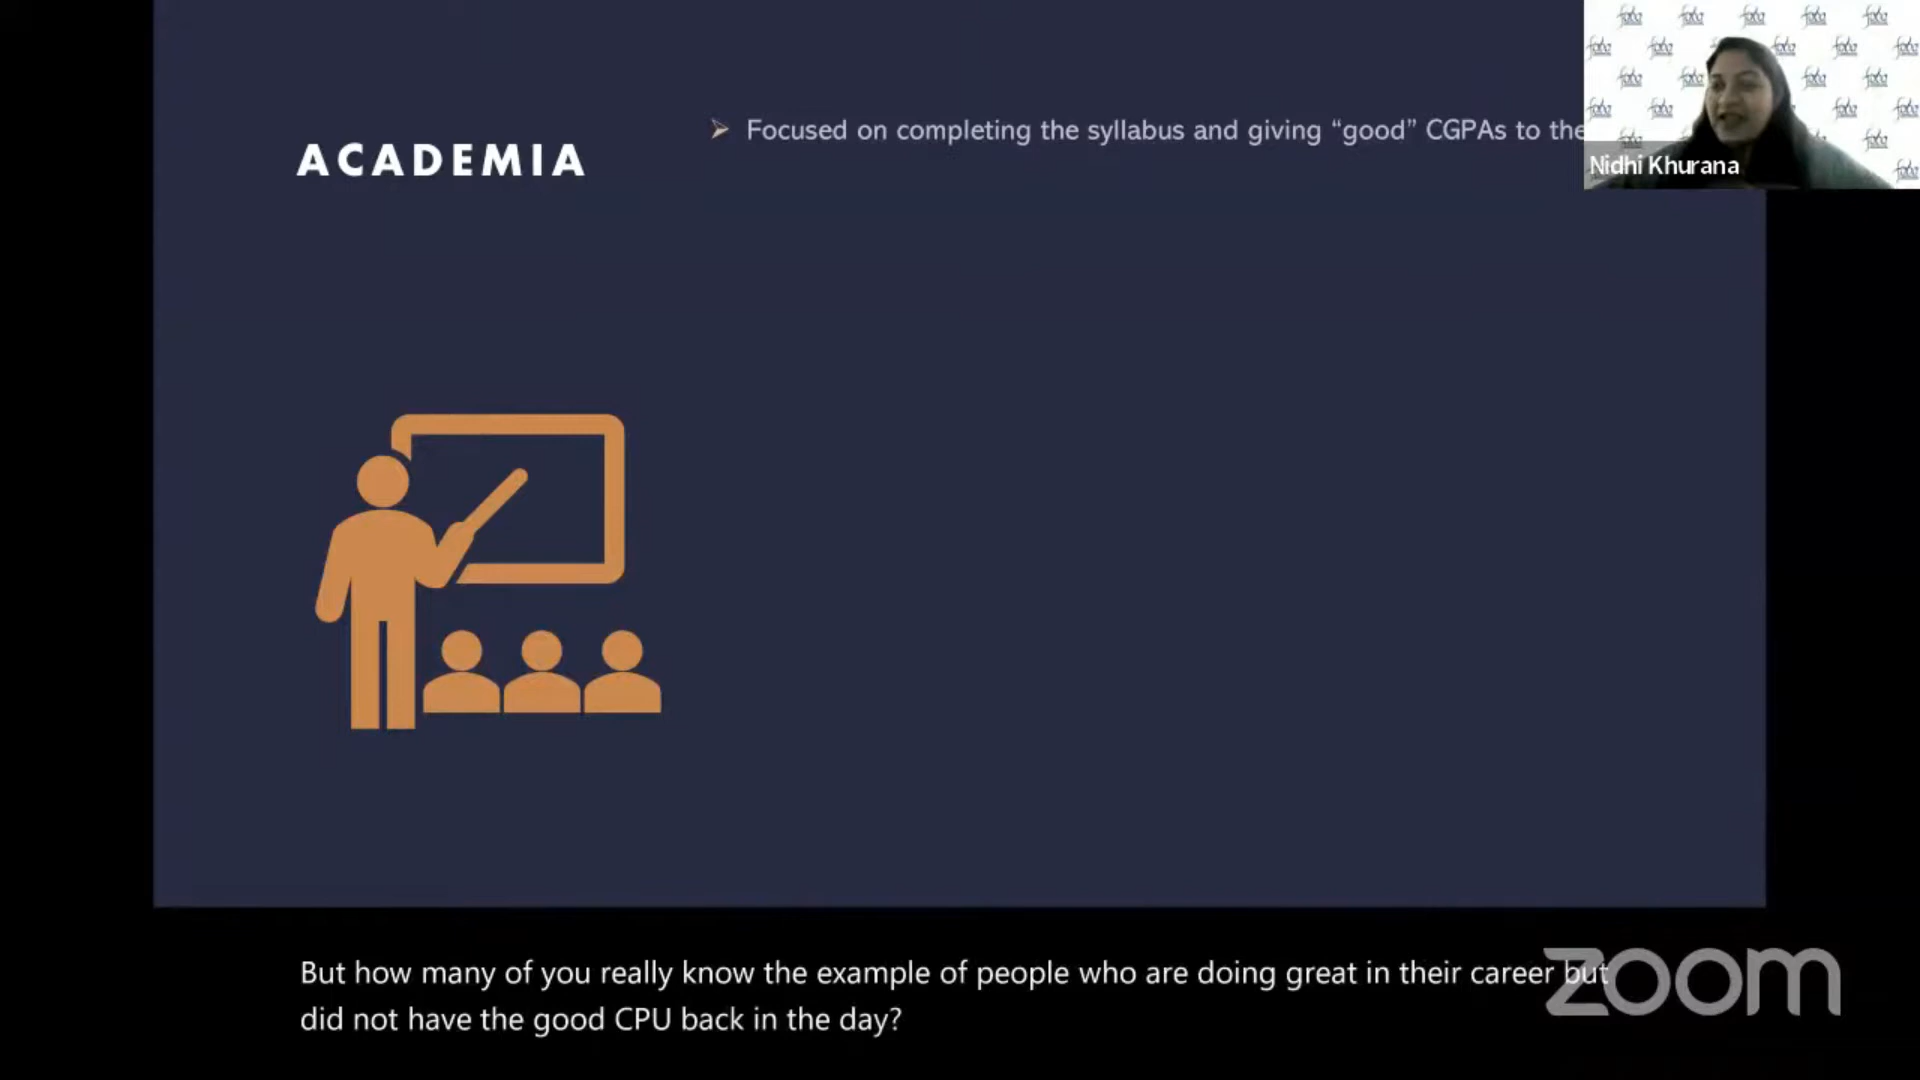 ACADEMIA
➢ Focused on completing the syllabus and giving “good” CGPAs to the
Nidhi Khurana
But how many of you really know the example of people who are doing great in their career but
did not have the good CPU back in the day?
zoom